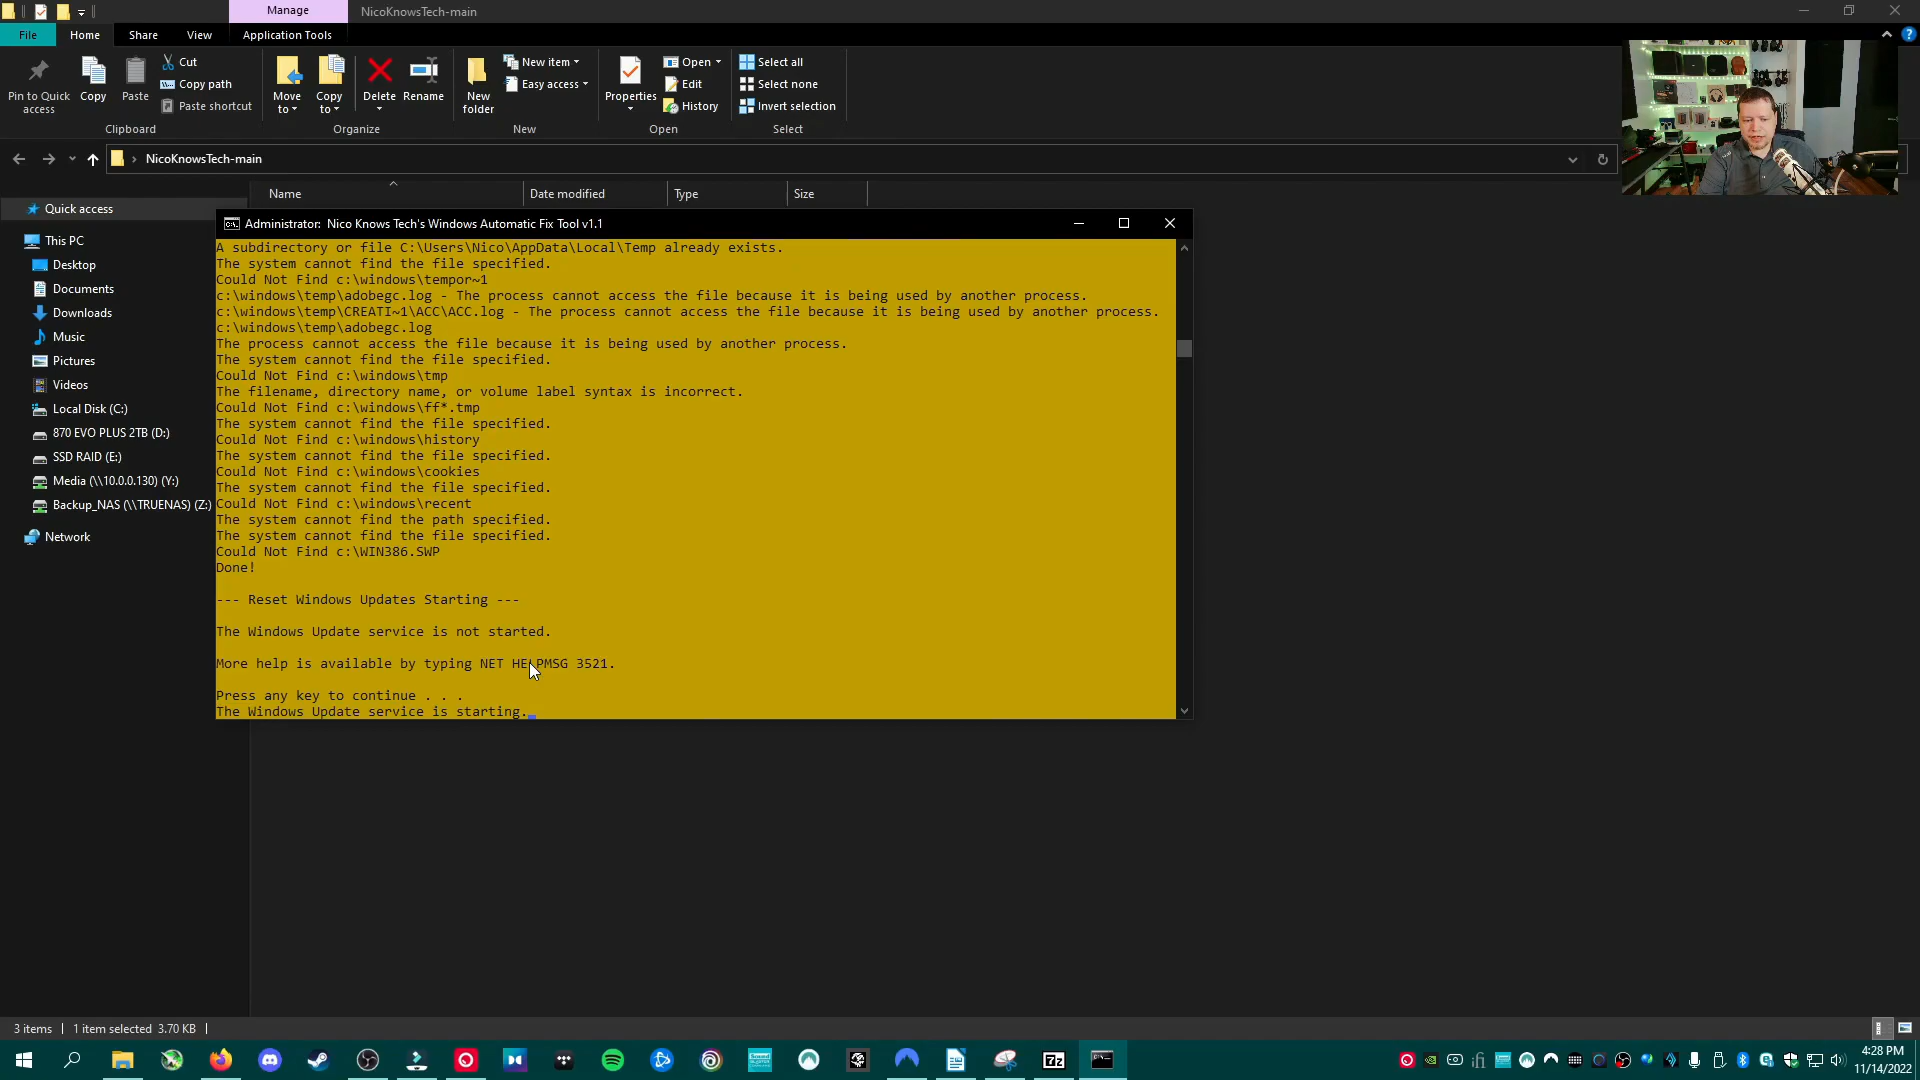 Manage
NicoKnowsTech-main
File
Home
Share
View
Application Tools
Pin to Quick access
Copy
Paste
Cut
Copy path
Paste shortcut
Clipboard
Move to
Copy to
Delete
Rename
Organize
New folder
New item
Easy access
New
Properties
Open
Edit
History
Open
Select all
Select none
Invert selection
Select
NicoKnowsTech-main
Name
Date modified
Type
Size
Quick access
This PC
Desktop
Documents
Downloads
Music
Pictures
Videos
Local Disk (C:)
870 EVO PLUS 2TB (D:)
SSD RAID (E:)
Media (\\10.0.0.130) (Y:)
Backup_NAS (\\TRUENAS) (Z:)
Network
Administrator:  Nico Knows Tech's Windows Automatic Fix Tool v1.1
A subdirectory or file C:\Users\Nico\AppData\Local\Temp already exists.
The system cannot find the file specified.
Could Not Find c:\windows\tempor~1
c:\windows\temp\adobegc.log - The process cannot access the file because it is being used by another process.
c:\windows\temp\CREATI~1\ACC\ACC.log - The process cannot access the file because it is being used by another process.
c:\windows\temp\adobegc.log
The process cannot access the file because it is being used by another process.
The system cannot find the file specified.
Could Not Find c:\windows\tmp
The filename, directory name, or volume label syntax is incorrect.
Could Not Find c:\windows\ff*.tmp
The system cannot find the file specified.
Could Not Find c:\windows\history
The system cannot find the file specified.
Could Not Find c:\windows\cookies
The system cannot find the file specified.
Could Not Find c:\windows\recent
The system cannot find the path specified.
The system cannot find the file specified.
Could Not Find c:\WIN386.SWP
Done!
--- Reset Windows Updates Starting ---
The Windows Update service is not started.
More help is available by typing NET HELPMSG 3521.
Press any key to continue . . .
The Windows Update service is starting.
3 items
1 item selected  3.70 KB
7z
4:28 PM
11/14/2022